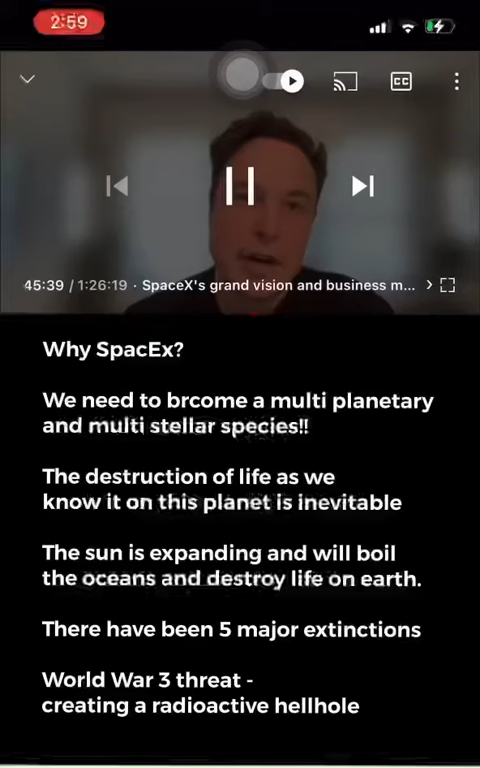 2:59
CC
45:39 / 1:26:19 · SpaceX's grand vision and business m...
Why SpacEx?
We need to brcome a multi planetary
and multi stellar species!!
The destruction of life as we
know it on this planet is inevitable
The sun is expanding and will boil
the oceans and destroy life on earth.
There have been 5 major extinctions
World War 3 threat -
creating a radioactive hellhole